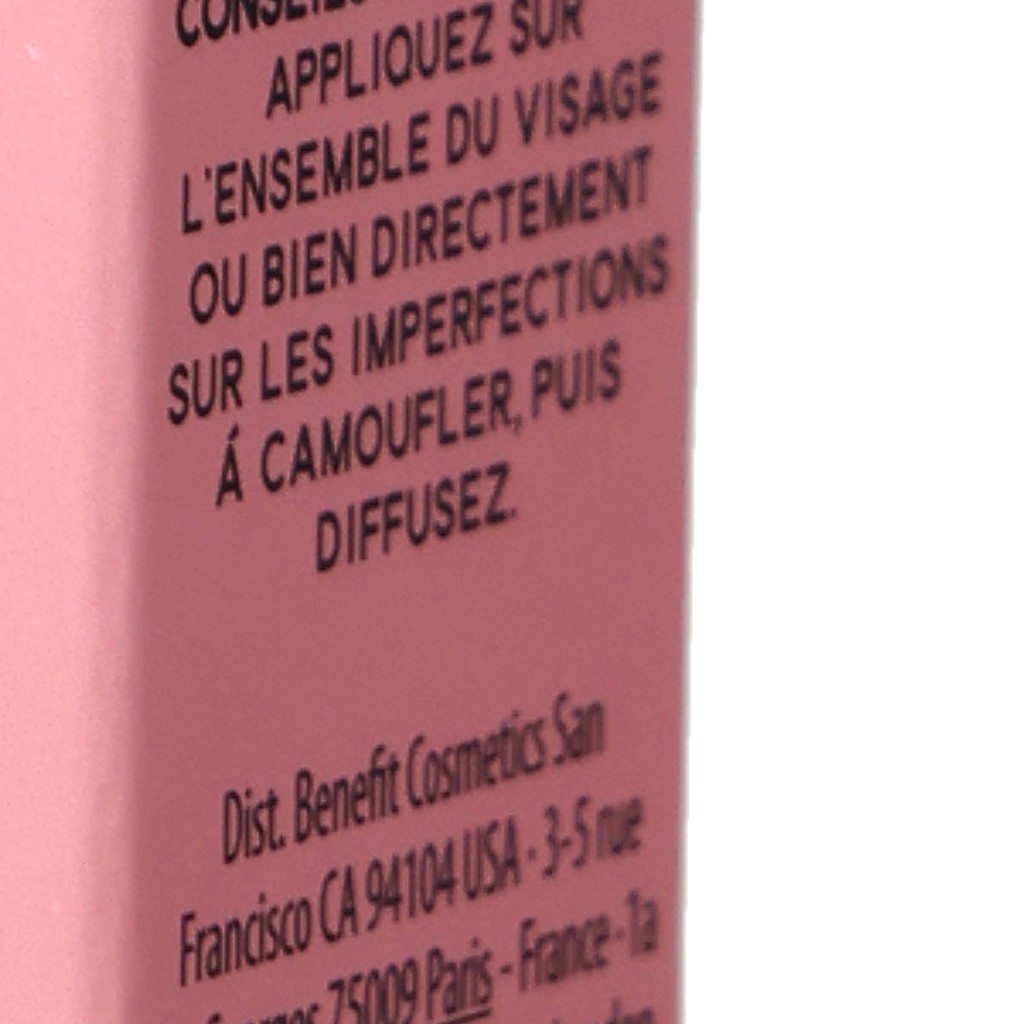 CONSEILS
APPLIQUEZ SUR
L'ENSEMBLE DU VISAGE
OU BIEN DIRECTEMENT
SUR LES IMPERFECTIONS
Á CAMOUFLER, PUIS
DIFFUSEZ.
Dist. Benefit Cosmetics San
Francisco CA 94104 USA - 3-5 rue
75009 Paris - France - 1a